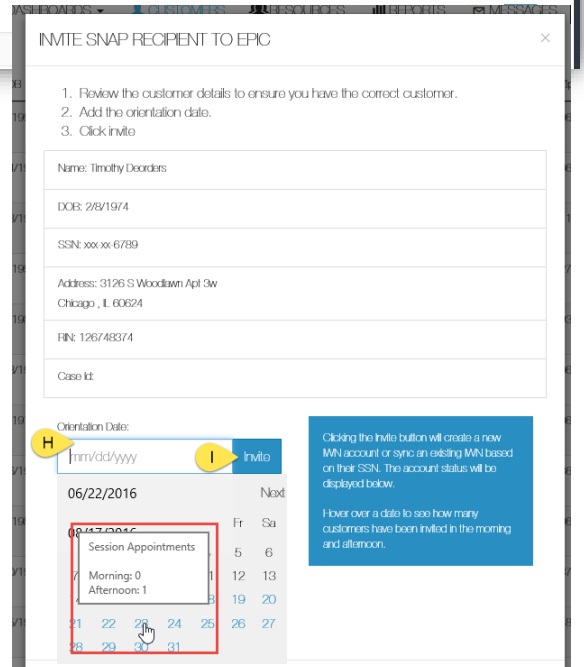 DASHBOARDS CUSTOMERS RESOURCES REPORTS MESSAGES
INVITE SNAP RECIPIENT TO EPIC ×
1. Review the customer details to ensure you have the correct customer.
2. Add the orientation date.
3. Click invite
Name: Timothy Deorders
DOB: 2/8/1974
SSN: xxx-xx-6789
Address: 3126 S Woodlawn Apt 3w
Chicago , IL 60624
RIN: 126748374
Case Id:
Orientation Date:
H
mm/dd/yyyy
I
Invite
Clicking the Invite button will create a new
IWN account or sync an existing IWN based
on their SSN. The account status will be
displayed below.
Hover over a date to see how many
customers have been invited in the morning
and afternoon.
06/22/2016 Next
08/17/2016
Fr Sa
Session Appointments
Morning: 0
Afternoon: 1
5 6
12 13
19 20
21 22 23 24 25 26 27
28 29 30 31